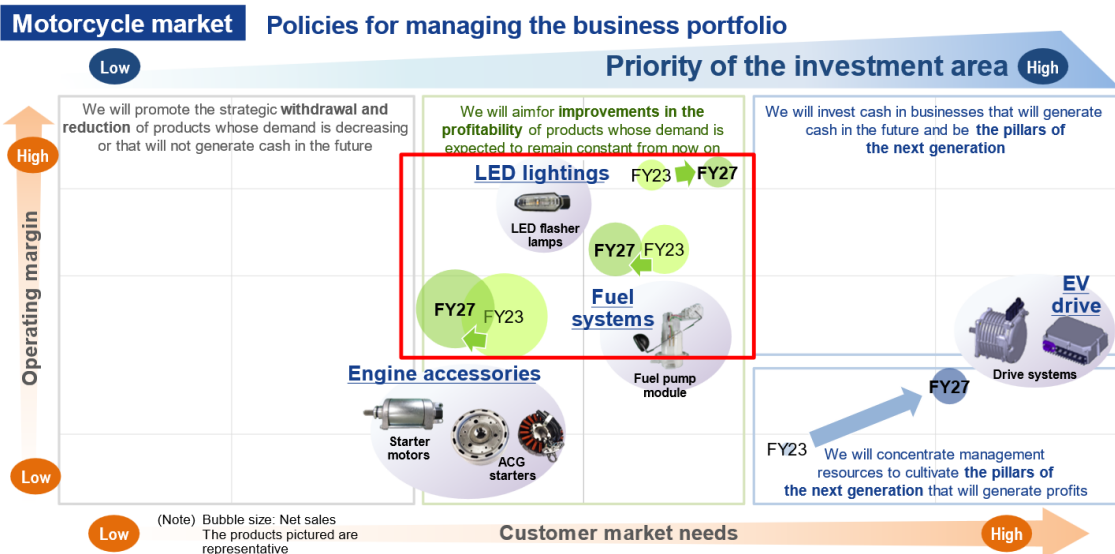 Motorcycle market
Policies for managing the business portfolio
Low
Priority of the investment area
High
We will promote the strategic withdrawal and
reduction of products whose demand is decreasing
or that will not generate cash in the future
We will aimfor improvements in the
profitability of products whose demand is
expected to remain constant from now on
We will invest cash in businesses that will generate
cash in the future and be the pillars of
the next generation
High
Operating margin
Low
LED lightings
FY23
FY27
LED flasher
lamps
FY27
FY23
FY27
FY23
Fuel
systems
Fuel pump
module
Engine accessories
Starter
motors
ACG
starters
EV
drive
Drive systems
FY27
FY23
We will concentrate management
resources to cultivate the pillars of
the next generation that will generate profits
Low
(Note) Bubble size: Net sales
The products pictured are
representative
Customer market needs
High